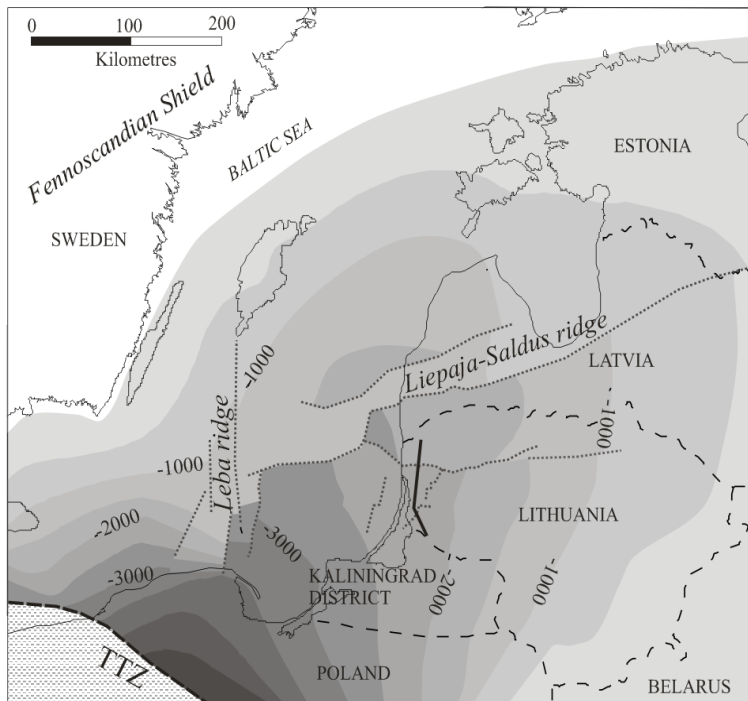 0 100 200
Kilometres
Fennoscandian Shield
BALTIC SEA
ESTONIA
SWEDEN
Liepaja-Saldus ridge
-1000
LATVIA
Leba ridge
-1000
-1000
-2000
LITHUANIA
-3000
-3000
KALININGRAD
DISTRICT
-2000
-1000
TTZ
POLAND
BELARUS